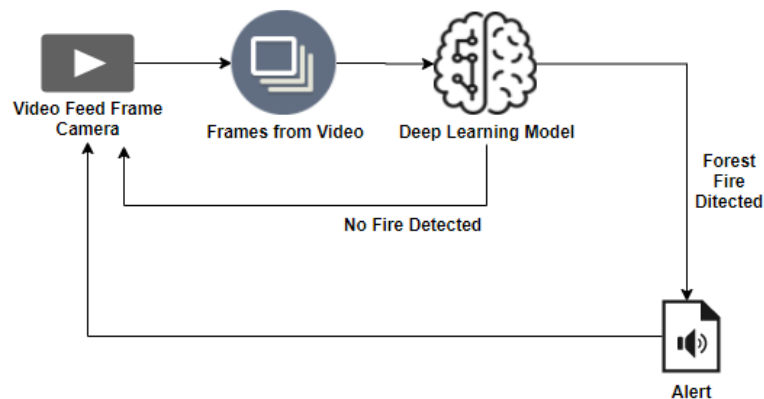 Video Feed Frame
Camera
Frames from Video
Deep Learning Model
Forest
Fire
Ditected
No Fire Detected
Alert